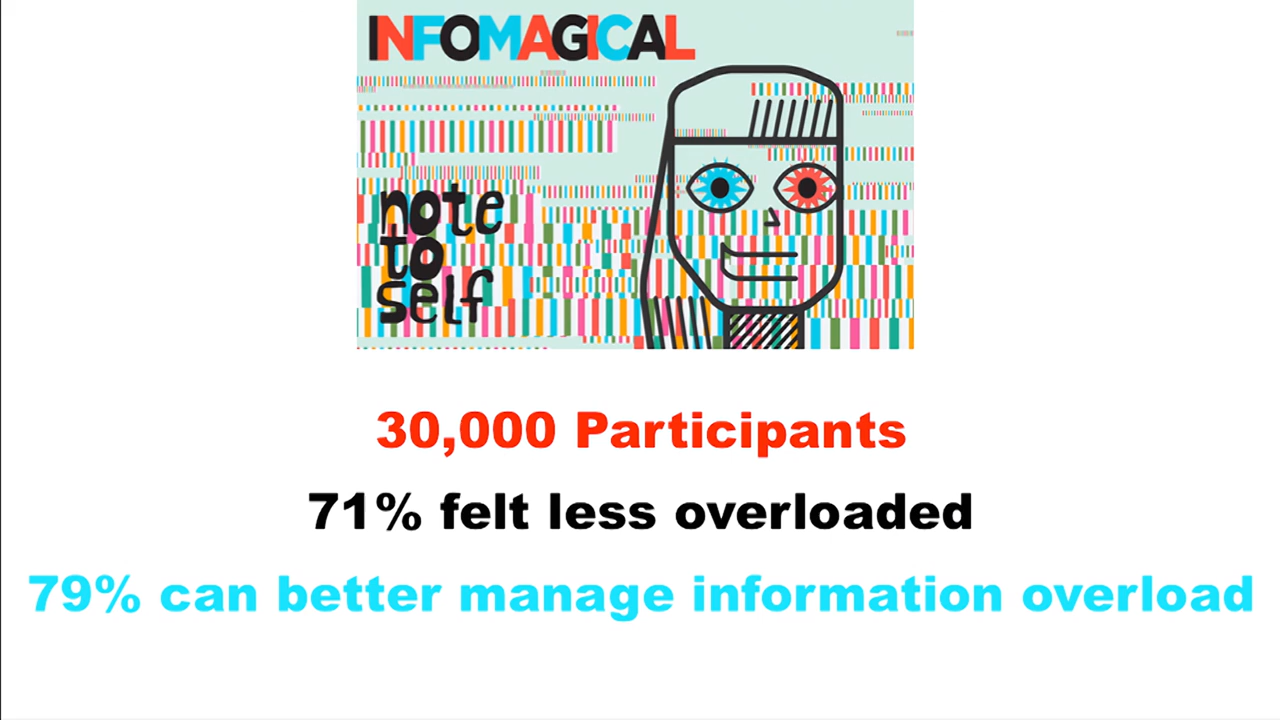 INFOMAGICAL
note
to
self
30,000 Participants
71% felt less overloaded
79% can better manage information overload